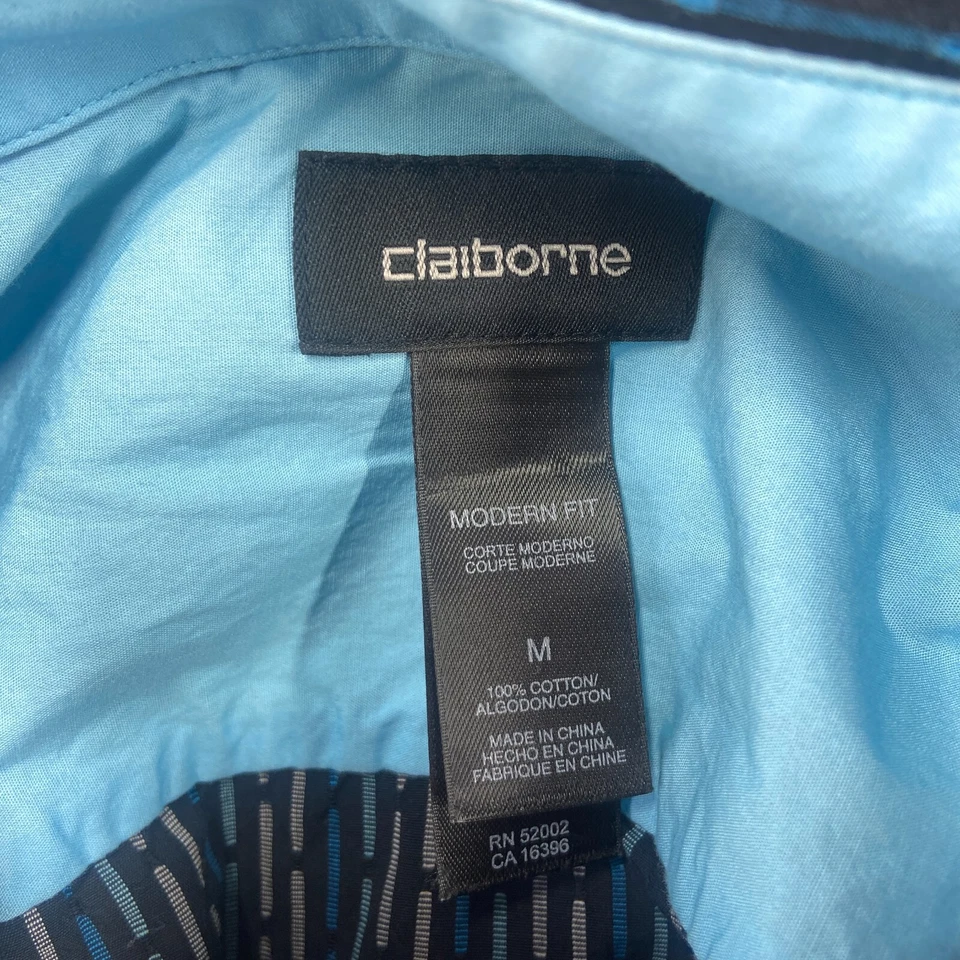 claiborne
MODERN FIT
CORTE MODERNO
COUPE MODERNE
M
100% COTTON/
ALGODON/COTON
MADE IN CHINA
HECHO EN CHINA
FABRIQUE EN CHINE
RN 52002
CA 16396